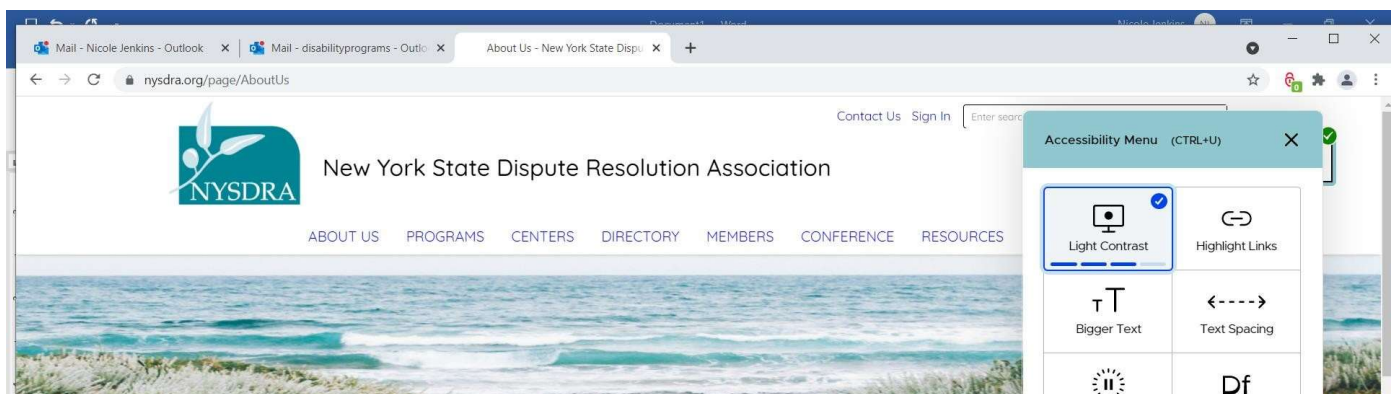 Mail - Nicole Jenkins - Outlook
Mail - disabilityprograms - Outlo
About Us - New York State Dispu
nysdra.org/page/AboutUs
0
Contact Us Sign In Enter searc
Accessibility Menu (CTRL+U)
NYSDRA
New York State Dispute Resolution Association
ABOUT US PROGRAMS CENTERS DIRECTORY MEMBERS CONFERENCE RESOURCES
Light Contrast
Highlight Links
TT
Bigger Text
Text Spacing
Df